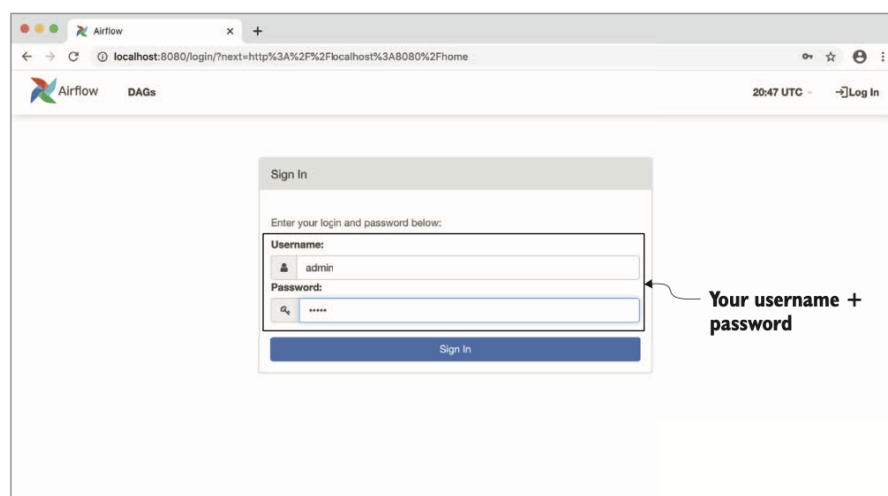 Airflow
localhost:8080/login/?next=http%3A%2F%2Flocalhost%3A8080%2Fhome
Airflow DAGs 20:47 UTC Log In
Sign In
Enter your login and password below:
Username:
admin
Password:
•••••
Sign In
Your username +
password